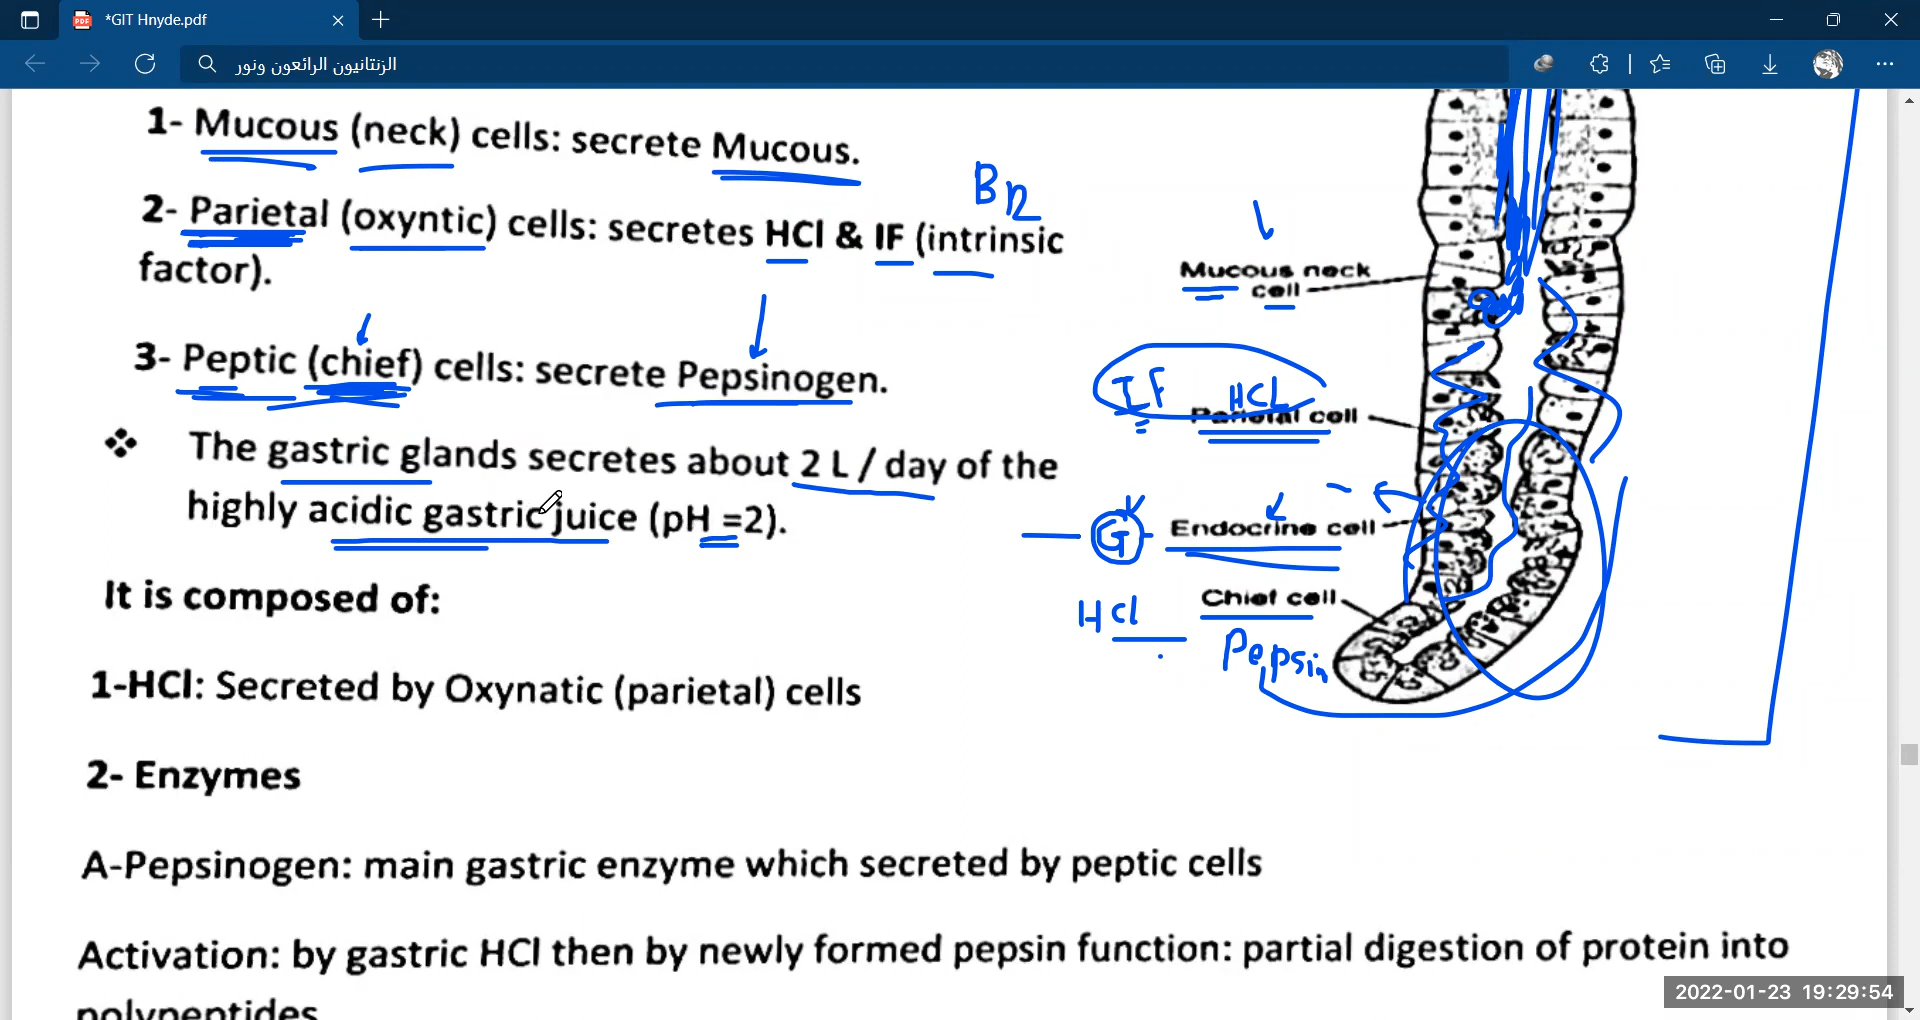 *GIT Hnyde.pdf
الزنتانيون الرائعون ونور
1- Mucous (neck) cells: secrete Mucous.
B12
2- Parietal (oxyntic) cells: secretes HCl & IF (intrinsic
factor).
3- Peptic (chief) cells: secrete Pepsinogen.
❖ The gastric glands secretes about 2 L / day of the
highly acidic gastric juice (pH =2).
It is composed of:
1-HCl: Secreted by Oxynatic (parietal) cells
2- Enzymes
A-Pepsinogen: main gastric enzyme which secreted by peptic cells
Activation: by gastric HCl then by newly formed pepsin function: partial digestion of protein into
polypeptides
Mucous neck
cell
IF HCL
Parietal cell
G Endocrine cell
HCl Chief cell
Pepsin
2022-01-23 19:29:54